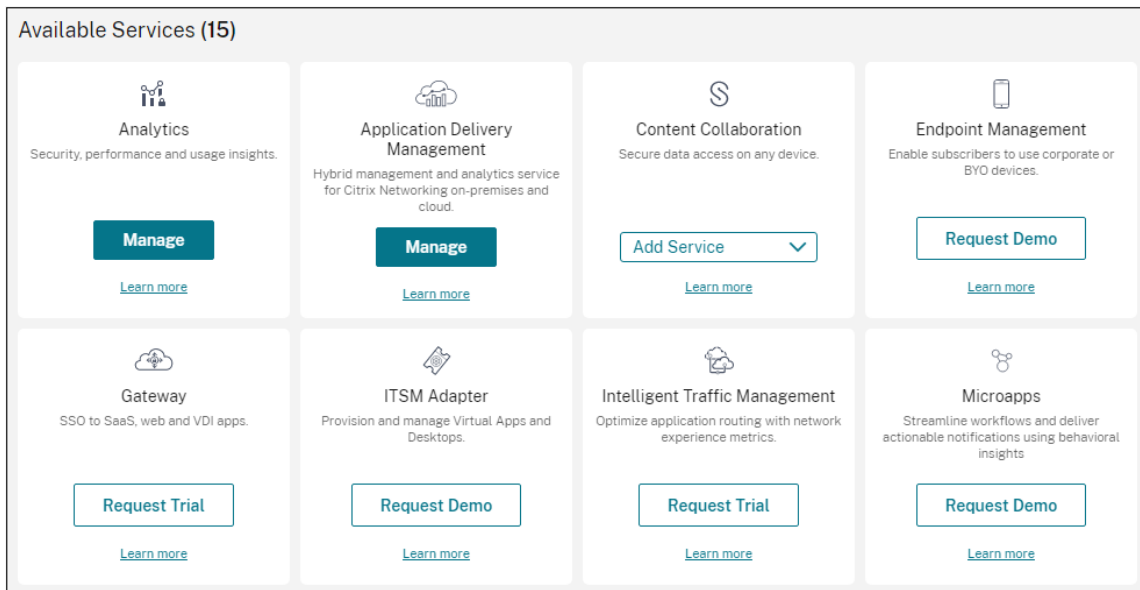 Available Services (15)
Analytics
Security, performance and usage insights.
Manage
Learn more
Application Delivery
Management
Hybrid management and analytics service
for Citrix Networking on-premises and
cloud.
Manage
Learn more
Content Collaboration
Secure data access on any device.
Add Service
Learn more
Endpoint Management
Enable subscribers to use corporate or
BYO devices.
Request Demo
Learn more
Gateway
SSO to SaaS, web and VDI apps.
Request Trial
Learn more
ITSM Adapter
Provision and manage Virtual Apps and
Desktops.
Request Demo
Learn more
Intelligent Traffic Management
Optimize application routing with network
experience metrics.
Request Trial
Learn more
Microapps
Streamline workflows and deliver
actionable notifications using behavioral
insights
Request Demo
Learn more